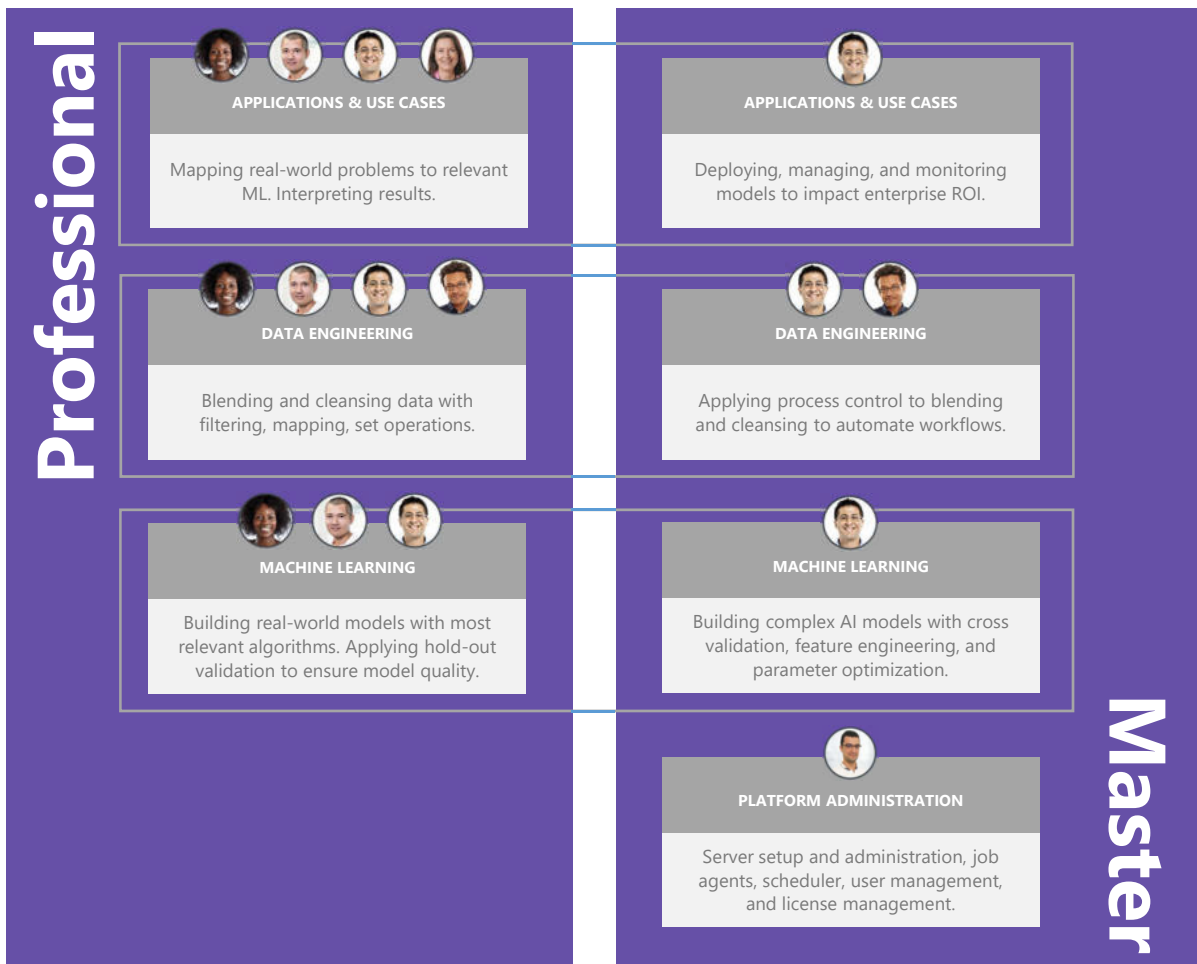 Professional
APPLICATIONS & USE CASES
Mapping real-world problems to relevant
ML. Interpreting results.
DATA ENGINEERING
Blending and cleansing data with
filtering, mapping, set operations.
MACHINE LEARNING
Building real-world models with most
relevant algorithms. Applying hold-out
validation to ensure model quality.
Master
APPLICATIONS & USE CASES
Deploying, managing, and monitoring
models to impact enterprise ROI.
DATA ENGINEERING
Applying process control to blending
and cleansing to automate workflows.
MACHINE LEARNING
Building complex AI models with cross
validation, feature engineering, and
parameter optimization.
PLATFORM ADMINISTRATION
Server setup and administration, job
agents, scheduler, user management,
and license management.